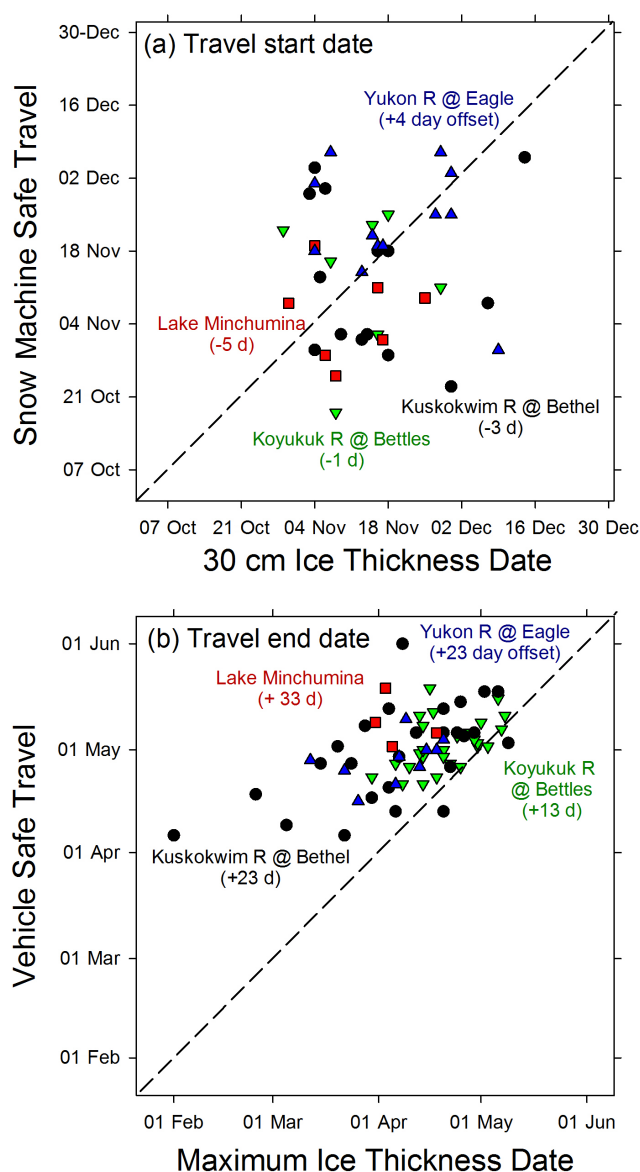 (a) Travel start date
Snow Machine Safe Travel
30-Dec
16 Dec
02 Dec
18 Nov
04 Nov
21 Oct
07 Oct
Yukon R @ Eagle
(+4 day offset)
Lake Minchumina
(-5 d)
Kuskokwim R @ Bethel
(-3 d)
Koyukuk R @ Bettles
(-1 d)
07 Oct 21 Oct 04 Nov 18 Nov 02 Dec 16 Dec 30 Dec
30 cm Ice Thickness Date
(b) Travel end date
Vehicle Safe Travel
01 Jun
01 May
01 Apr
01 Mar
01 Feb
Yukon R @ Eagle
(+23 day offset)
Lake Minchumina
(+ 33 d)
Koyukuk R
@ Bettles
(+13 d)
Kuskokwim R @ Bethel
(+23 d)
01 Feb 01 Mar 01 Apr 01 May 01 Jun
Maximum Ice Thickness Date